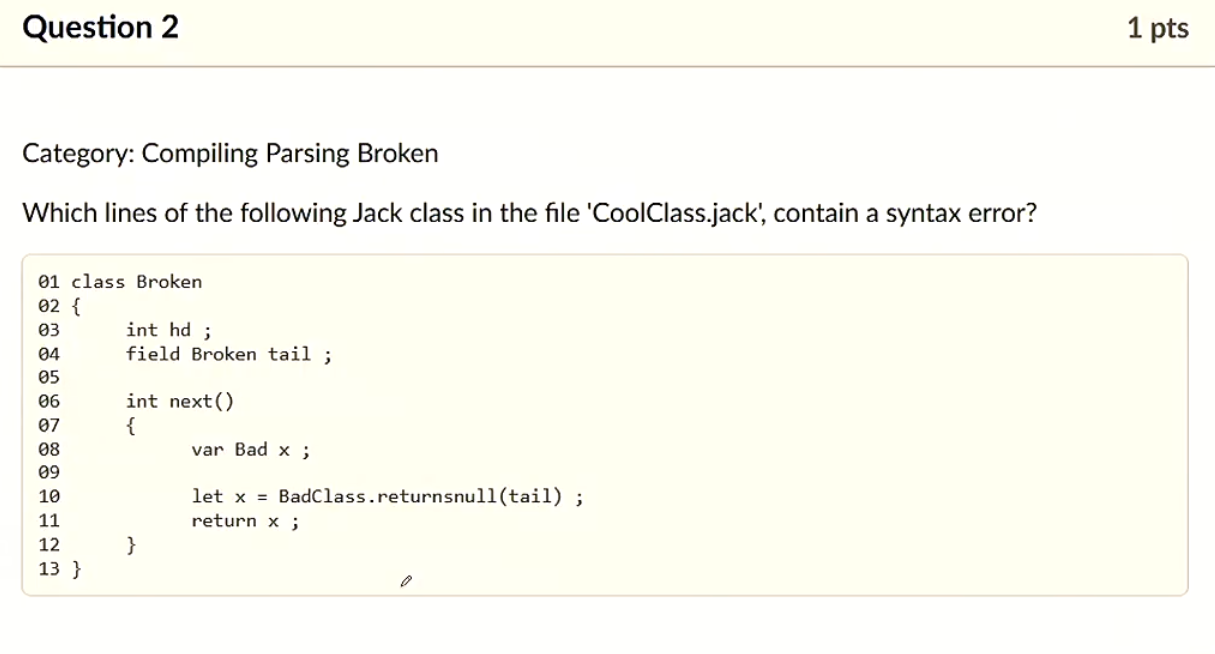 Question 2
1 pts
Category: Compiling Parsing Broken
Which lines of the following Jack class in the file 'CoolClass.jack', contain a syntax error?
01 class Broken
02 {
03      int hd ;
04      field Broken tail ;
05
06      int next()
07      {
08            var Bad x ;
09
10            let x = BadClass.returnsnull(tail) ;
11            return x ;
12      }
13 }